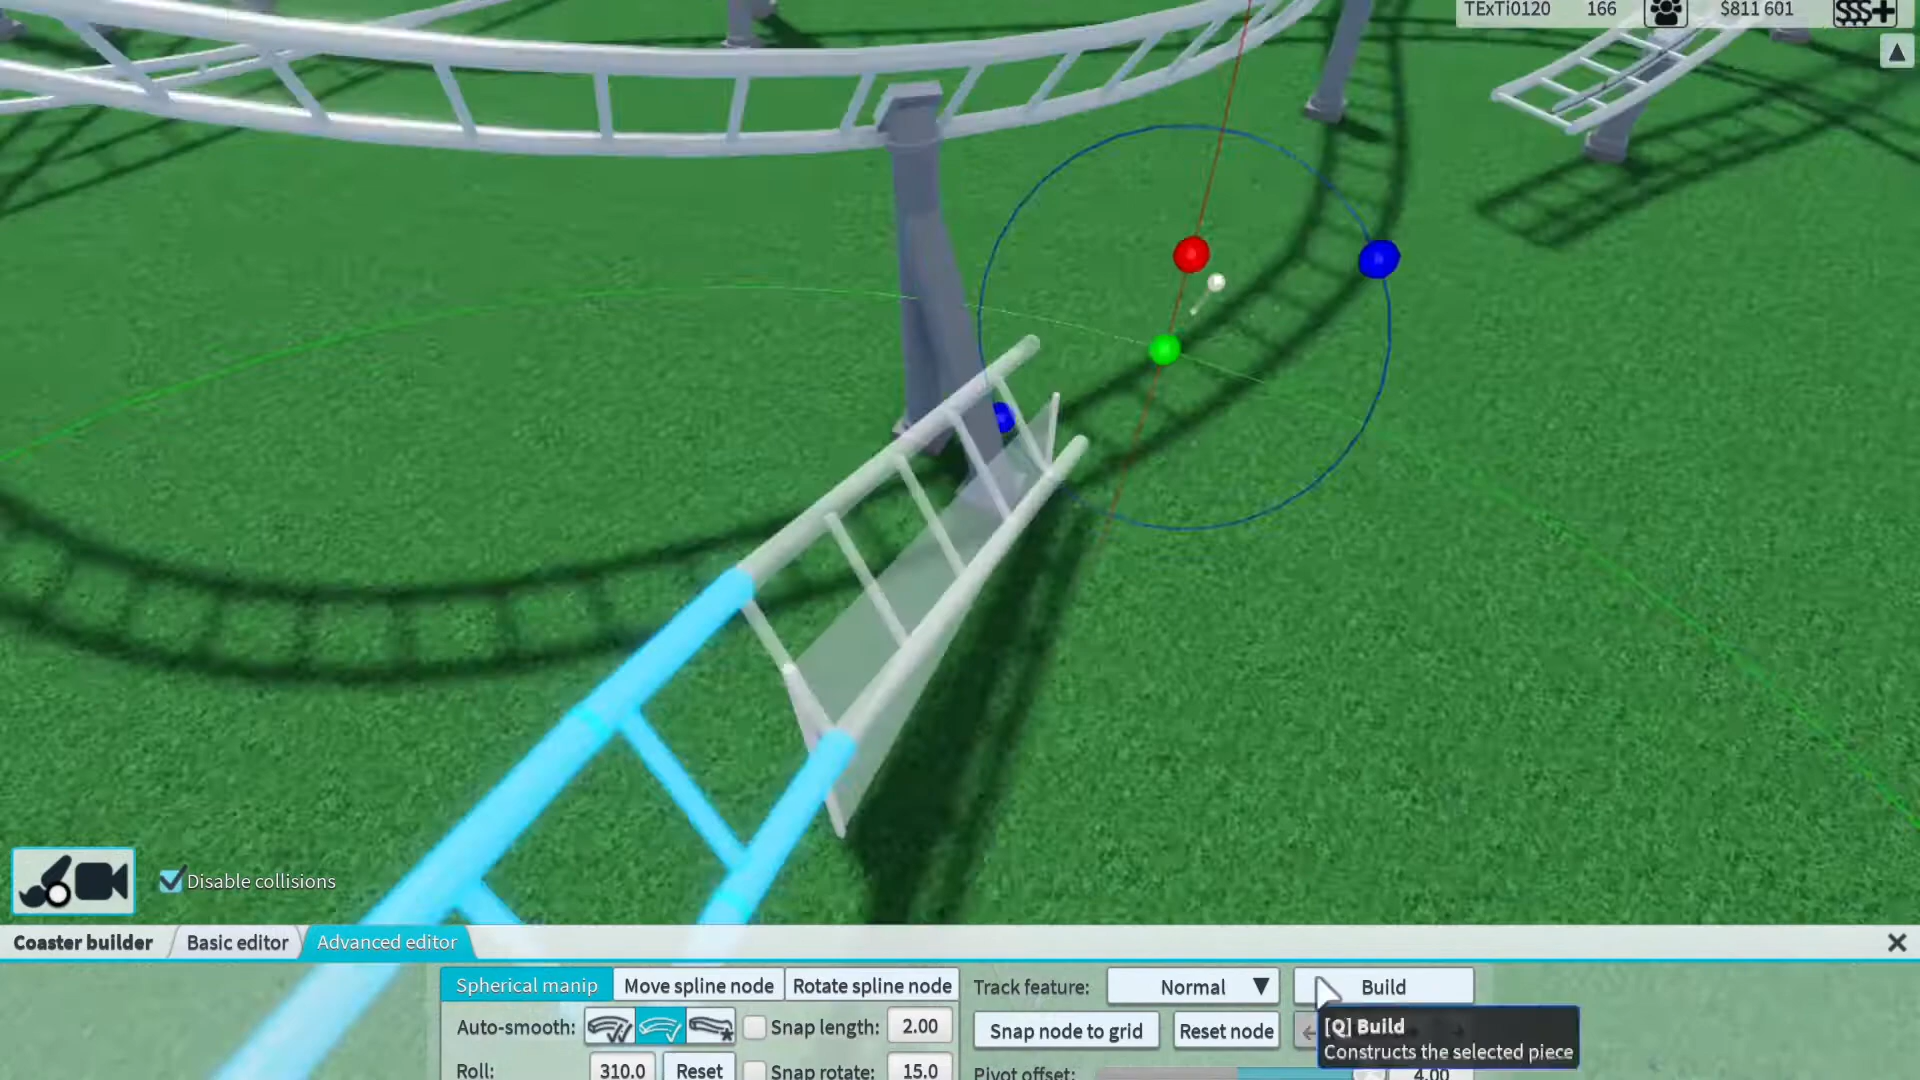 TExTi0120 166 $811 601 $$$+
Disable collisions
Coaster builder Basic editor Advanced editor
Spherical manip Move spline node Rotate spline node Track feature: Normal Build
Auto-smooth: Snap length: 2.00 Snap node to grid Reset node
[Q] Build
Constructs the selected piece
Roll: 310.0 Reset Snap rotate: 15.0 Pivot offset: 4.00